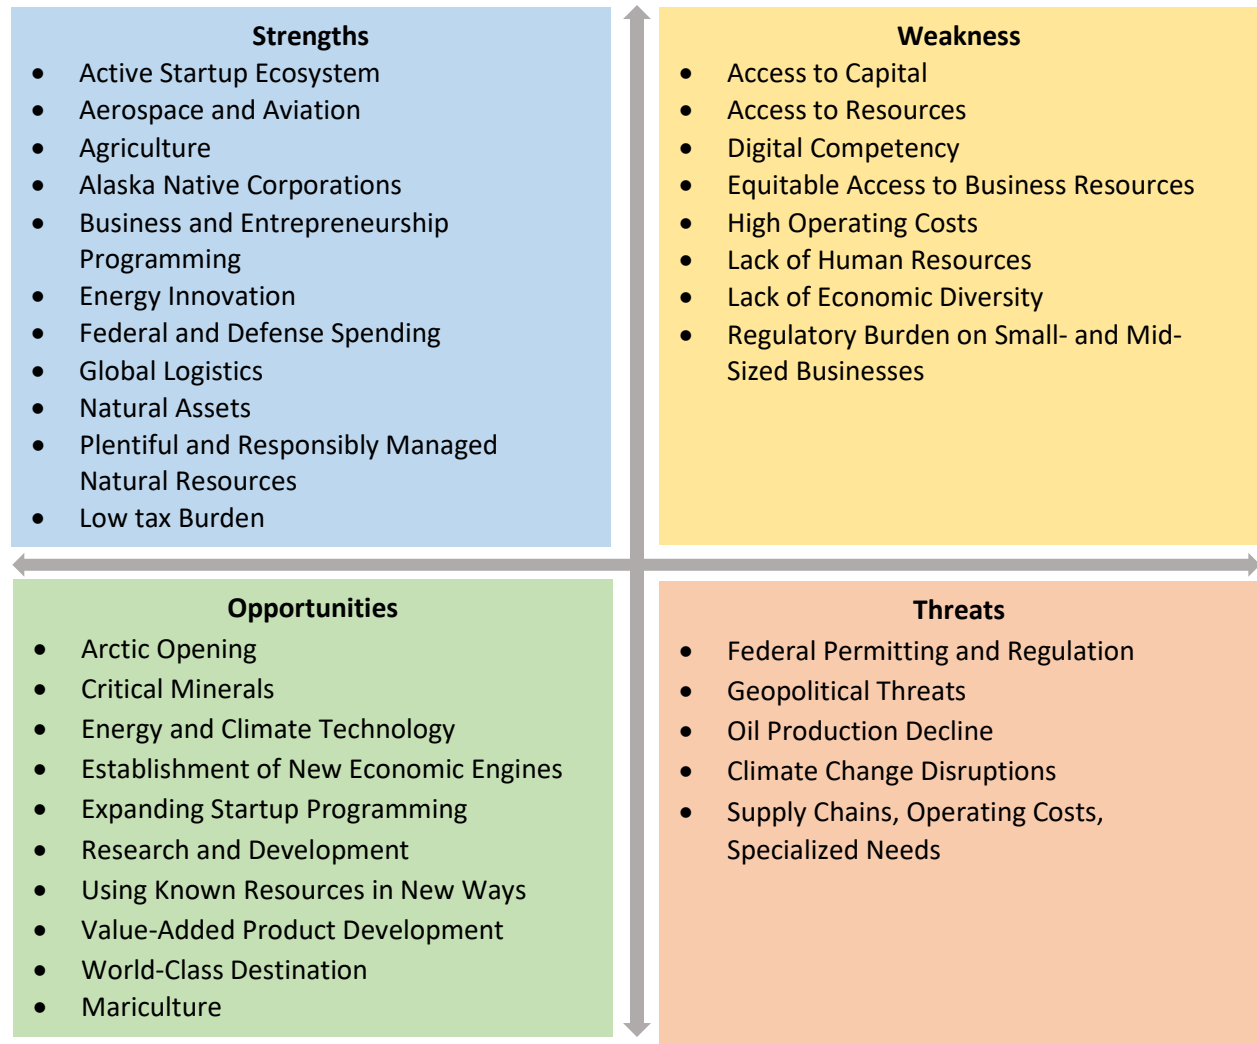 Strengths
• Active Startup Ecosystem
• Aerospace and Aviation
• Agriculture
• Alaska Native Corporations
• Business and Entrepreneurship
Programming
• Energy Innovation
• Federal and Defense Spending
• Global Logistics
• Natural Assets
• Plentiful and Responsibly Managed
Natural Resources
• Low tax Burden
Weakness
• Access to Capital
• Access to Resources
• Digital Competency
• Equitable Access to Business Resources
• High Operating Costs
• Lack of Human Resources
• Lack of Economic Diversity
• Regulatory Burden on Small- and Mid-
Sized Businesses
Opportunities
• Arctic Opening
• Critical Minerals
• Energy and Climate Technology
• Establishment of New Economic Engines
• Expanding Startup Programming
• Research and Development
• Using Known Resources in New Ways
• Value-Added Product Development
• World-Class Destination
• Mariculture
Threats
• Federal Permitting and Regulation
• Geopolitical Threats
• Oil Production Decline
• Climate Change Disruptions
• Supply Chains, Operating Costs,
Specialized Needs